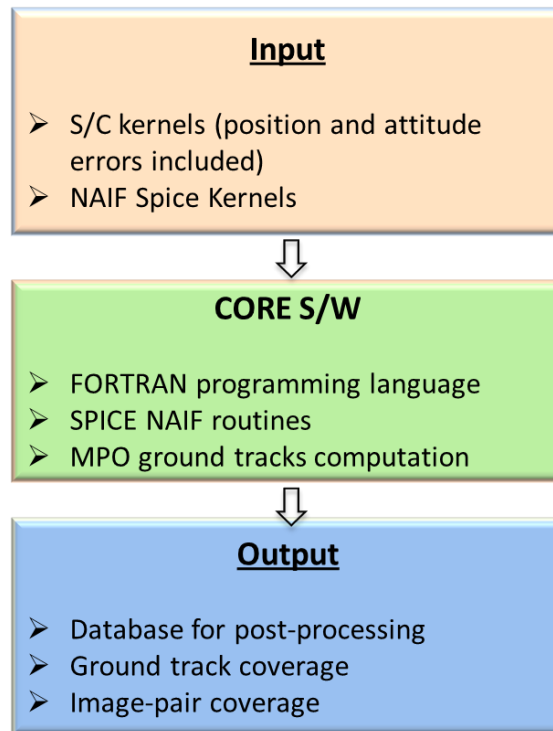 Input
➢ S/C kernels (position and attitude
errors included)
➢ NAIF Spice Kernels
CORE S/W
➢ FORTRAN programming language
➢ SPICE NAIF routines
➢ MPO ground tracks computation
Output
➢ Database for post-processing
➢ Ground track coverage
➢ Image-pair coverage